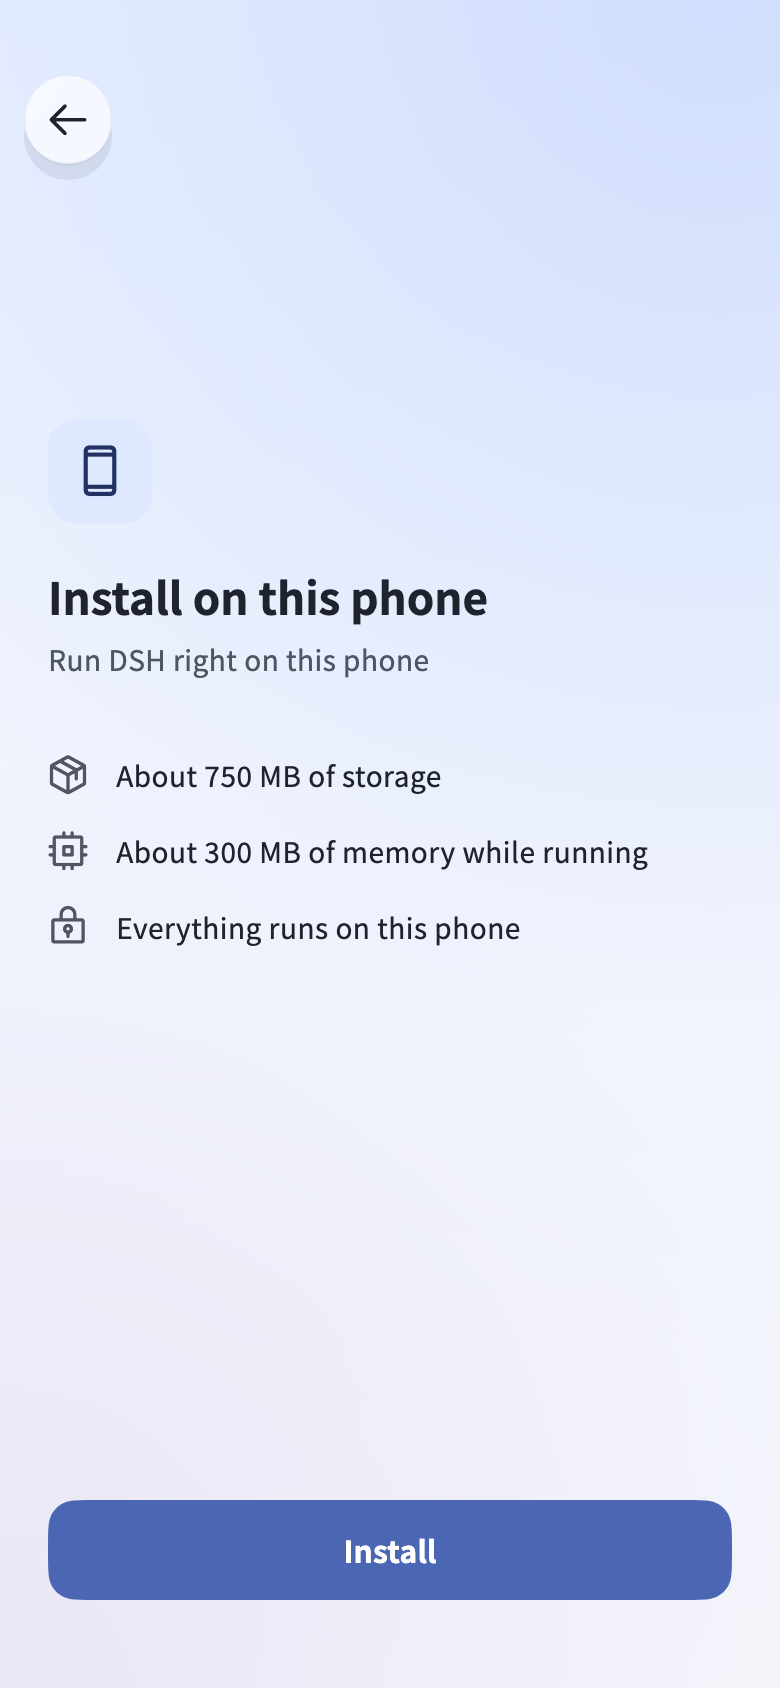 Install on this phone
Run DSH right on this phone
About 750 MB of storage
About 300 MB of memory while running
Everything runs on this phone
Install